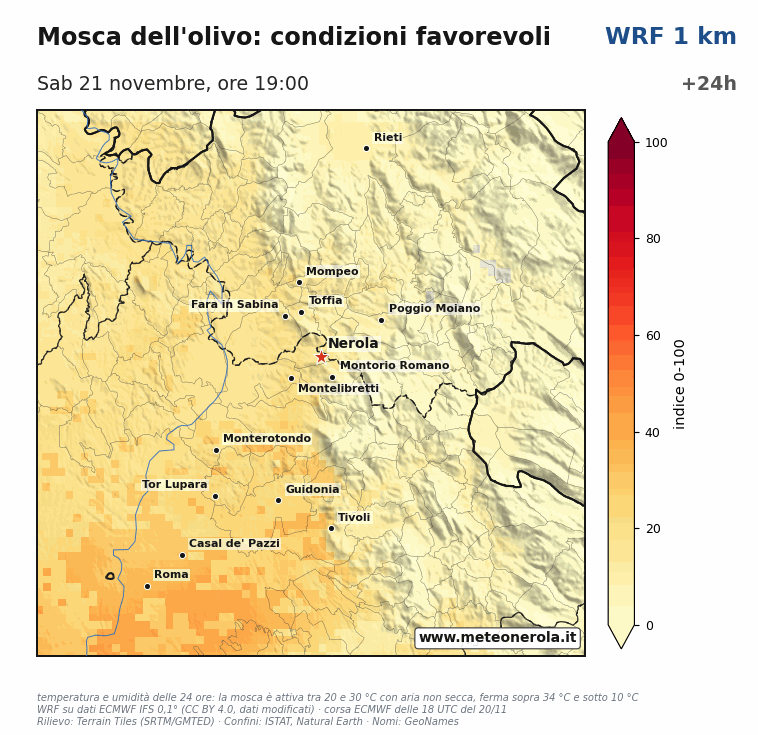 Mosca dell'olivo: condizioni favorevoli
WRF 1 km
Sab 21 novembre, ore 19:00
+24h
Rieti
Mompeo
Toffia
Fara in Sabina
Poggio Moiano
Nerola
Montorio Romano
Montelibretti
Monterotondo
Tor Lupara
Guidonia
Tivoli
Casal de' Pazzi
Roma
www.meteonerola.it
100
80
60
40
20
0
indice 0-100
temperatura e umidità delle 24 ore: la mosca è attiva tra 20 e 30 °C con aria non secca, ferma sopra 34 °C e sotto 10 °C
WRF su dati ECMWF IFS 0,1° (CC BY 4.0, dati modificati) · corsa ECMWF delle 18 UTC del 20/11
Rilievo: Terrain Tiles (SRTM/GMTED) · Confini: ISTAT, Natural Earth · Nomi: GeoNames